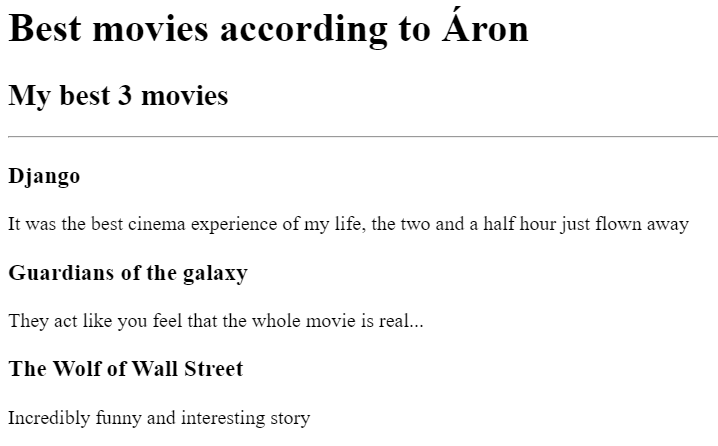 Best movies according to Áron
My best 3 movies
Django
It was the best cinema experience of my life, the two and a half hour just flown away
Guardians of the galaxy
They act like you feel that the whole movie is real...
The Wolf of Wall Street
Incredibly funny and interesting story